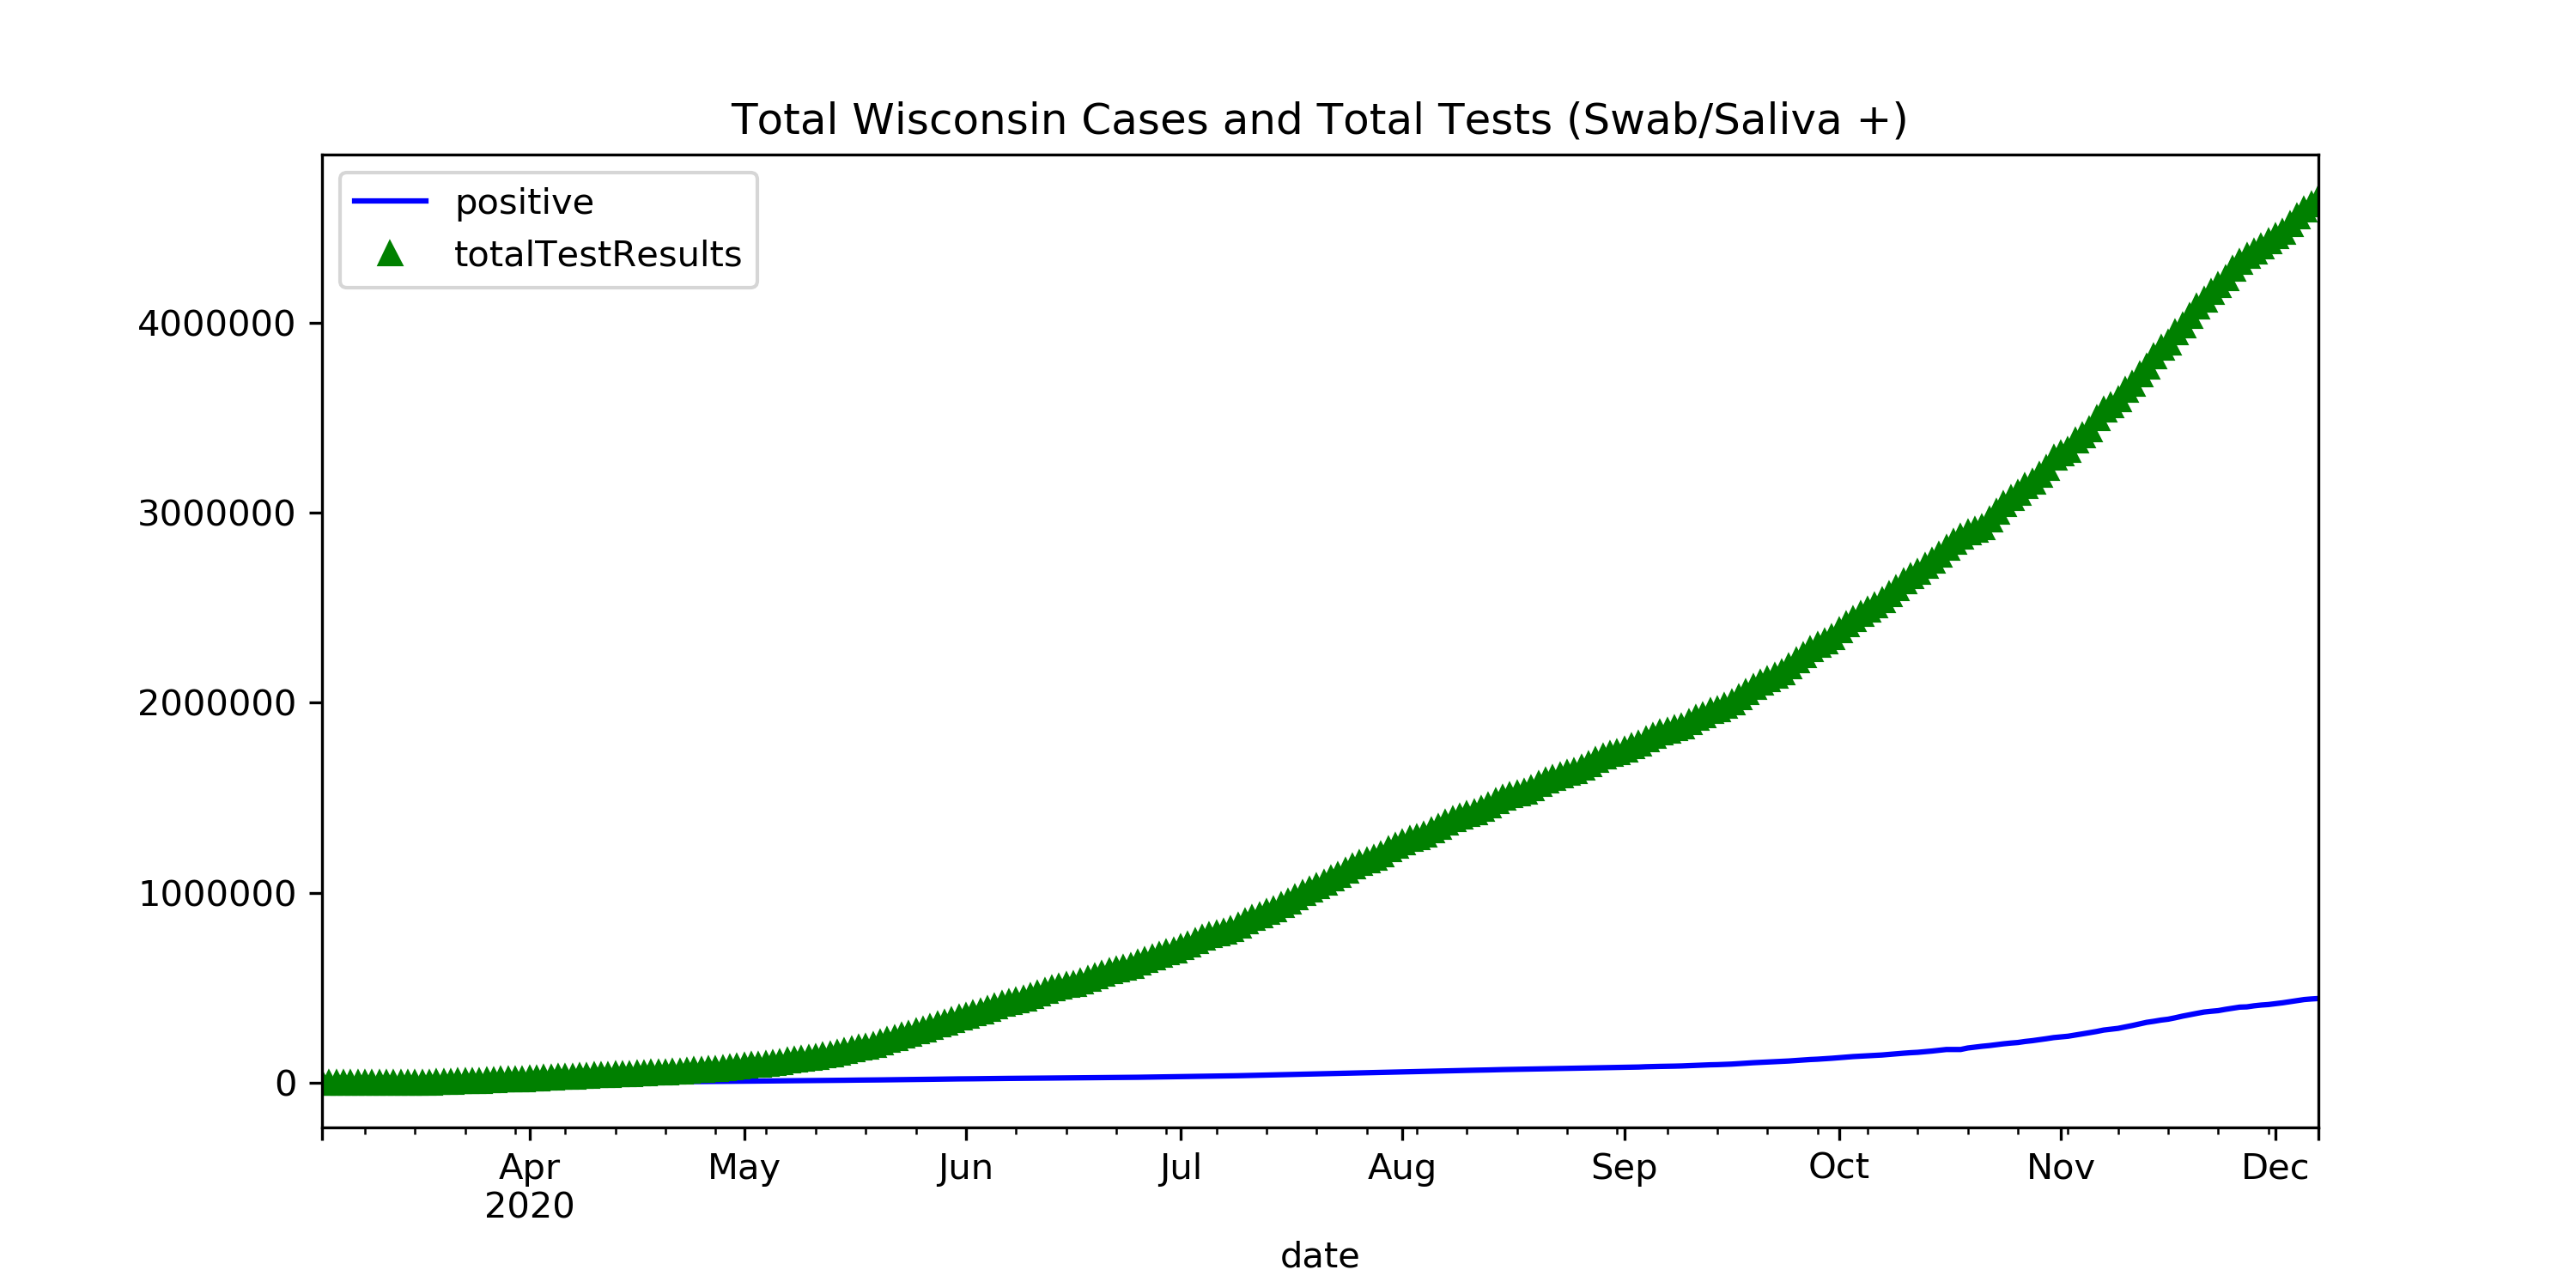 Total Wisconsin Cases and Total Tests (Swab/Saliva +)
positive
totalTestResults
4000000
3000000
2000000
1000000
0
Apr May Jun Jul Aug Sep Oct Nov Dec
2020
date